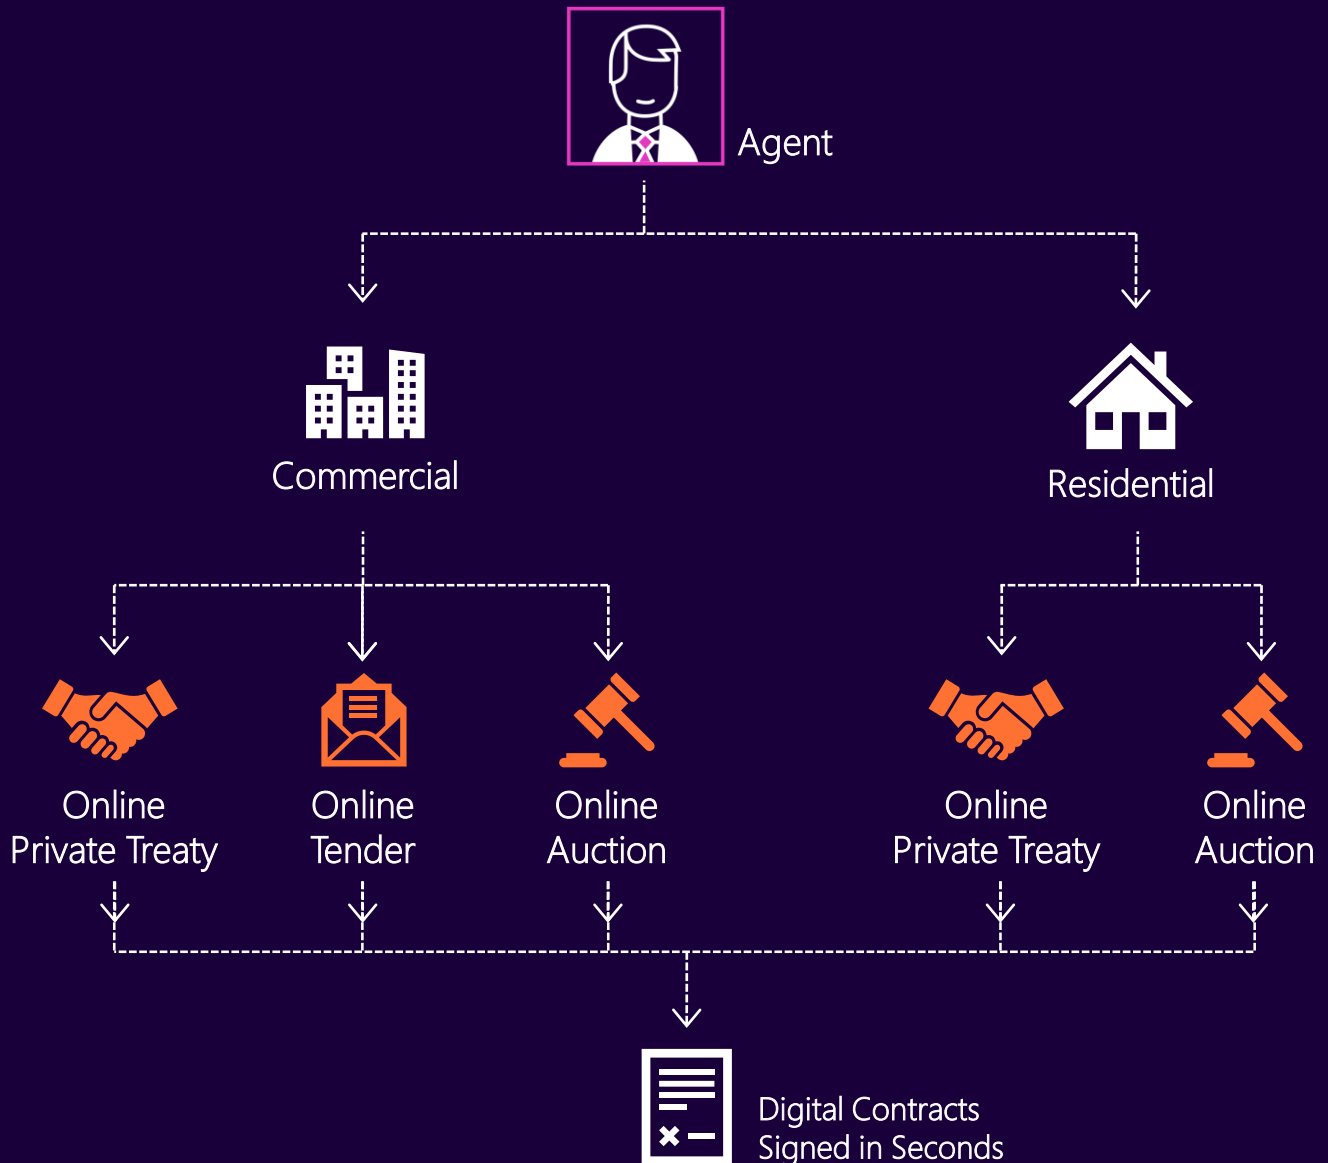 Agent
Commercial
Residential
Online
Private Treaty
Online
Tender
Online
Auction
Online
Private Treaty
Online
Auction
Digital Contracts
Signed in Seconds